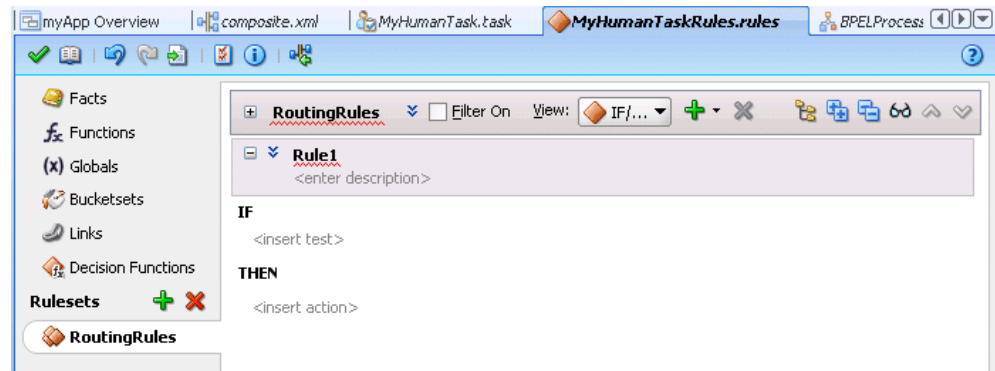 myApp Overview composite.xml MyHumanTask.task MyHumanTaskRules.rules BPELProcess
Facts
Functions
(x) Globals
Bucketsets
Links
Decision Functions
Rulesets
RoutingRules
RoutingRules Filter On View: IF/...
Rule1
<enter description>
IF
<insert test>
THEN
<insert action>